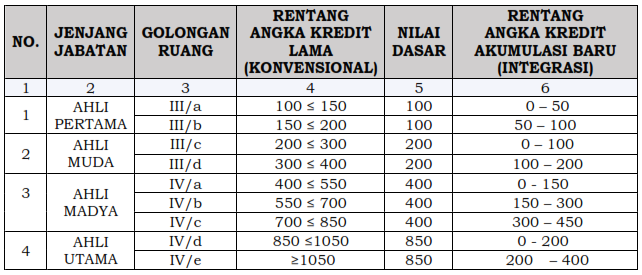 NO. JENJANG JABATAN GOLONGAN RUANG RENTANG ANGKA KREDIT LAMA (KONVENSIONAL) NILAI DASAR RENTANG ANGKA KREDIT AKUMULASI BARU (INTEGRASI)
1 2 3 4 5 6
1 AHLI PERTAMA III/a 100 ≤ 150 100 0 – 50
III/b 150 ≤ 200 100 50 – 100
2 AHLI MUDA III/c 200 ≤ 300 200 0 – 100
III/d 300 ≤ 400 200 100 – 200
3 AHLI MADYA IV/a 400 ≤ 550 400 0 - 150
IV/b 550 ≤ 700 400 150 – 300
IV/c 700 ≤ 850 400 300 – 450
4 AHLI UTAMA IV/d 850 ≤1050 850 0 - 200
IV/e ≥1050 850 200 – 400